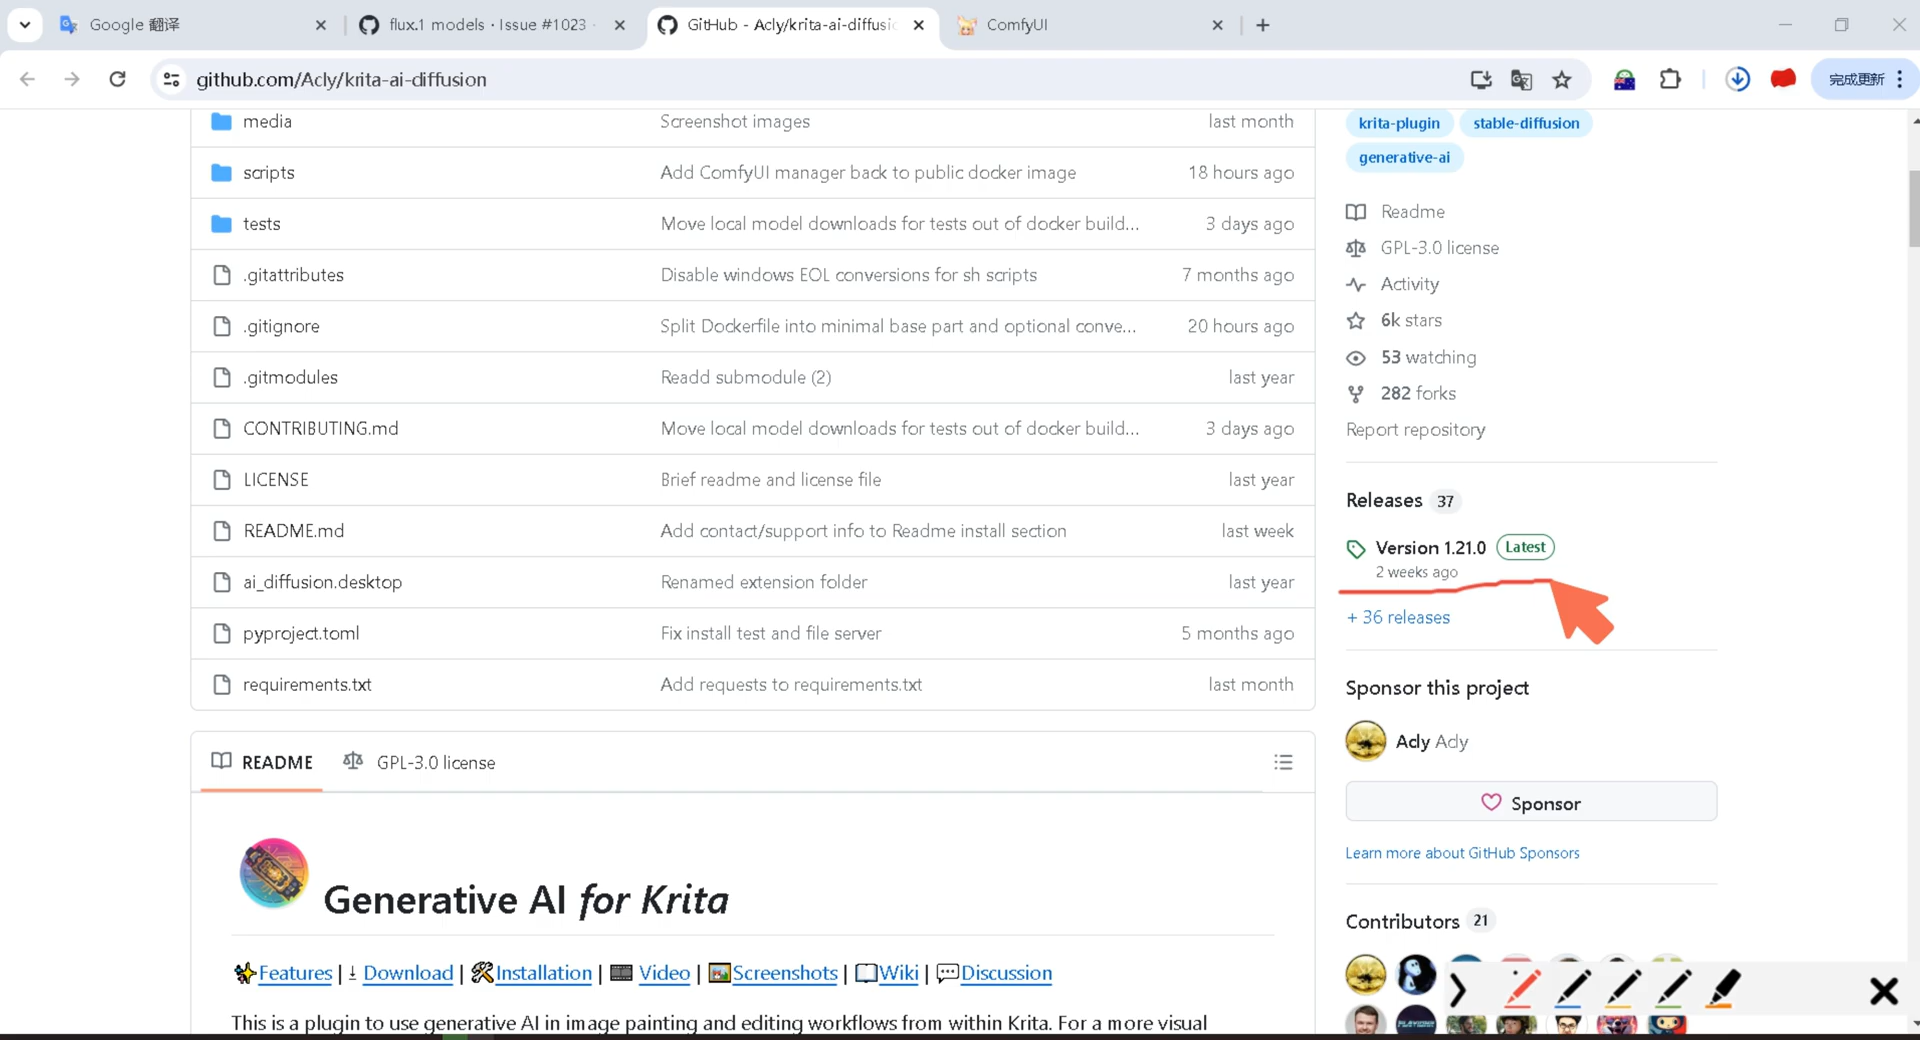 Google 翻译
flux.1 models · Issue #1023 ·
GitHub - Acly/krita-ai-diffusio
ComfyUI
github.com/Acly/krita-ai-diffusion
完成更新
media Screenshot images last month
scripts Add ComfyUI manager back to public docker image 18 hours ago
tests Move local model downloads for tests out of docker build... 3 days ago
.gitattributes Disable windows EOL conversions for sh scripts 7 months ago
.gitignore Split Dockerfile into minimal base part and optional conve... 20 hours ago
.gitmodules Readd submodule (2) last year
CONTRIBUTING.md Move local model downloads for tests out of docker build... 3 days ago
LICENSE Brief readme and license file last year
README.md Add contact/support info to Readme install section last week
ai_diffusion.desktop Renamed extension folder last year
pyproject.toml Fix install test and file server 5 months ago
requirements.txt Add requests to requirements.txt last month
README GPL-3.0 license
Generative AI for Krita
Features | Download | Installation | Video | Screenshots | Wiki | Discussion
This is a plugin to use generative AI in image painting and editing workflows from within Krita. For a more visual
krita-plugin stable-diffusion
generative-ai
Readme
GPL-3.0 license
Activity
6k stars
53 watching
282 forks
Report repository
Releases 37
Version 1.21.0 Latest
2 weeks ago
+ 36 releases
Sponsor this project
Acly Acly
Sponsor
Learn more about GitHub Sponsors
Contributors 21